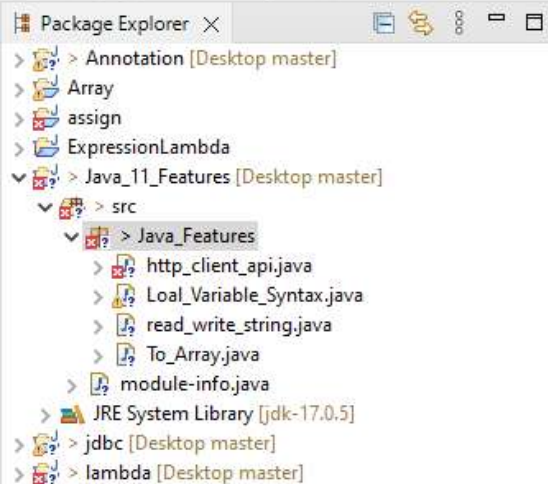 Package Explorer
> Annotation [Desktop master]
Array
assign
ExpressionLambda
> Java_11_Features [Desktop master]
> src
> Java_Features
http_client_api.java
Loal_Variable_Syntax.java
read_write_string.java
To_Array.java
module-info.java
JRE System Library [jdk-17.0.5]
> jdbc [Desktop master]
> lambda [Desktop master]